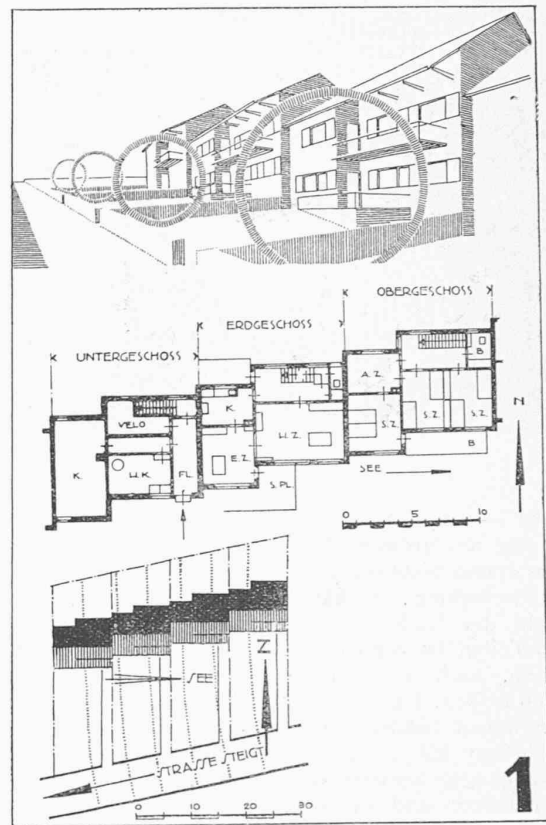 OBERGESCHOSS
ERDGESCHOSS
UNTERGESCHOSS
B
K.
A.Z.
VELO
S.Z. S.Z.
S.Z.
W.Z.
K.
W.K.
FL.
E.Z.
B
S.PL.
SEE
N
0 5 10
N
SEE
STRASSE STEIGT
0 10 20 30
1